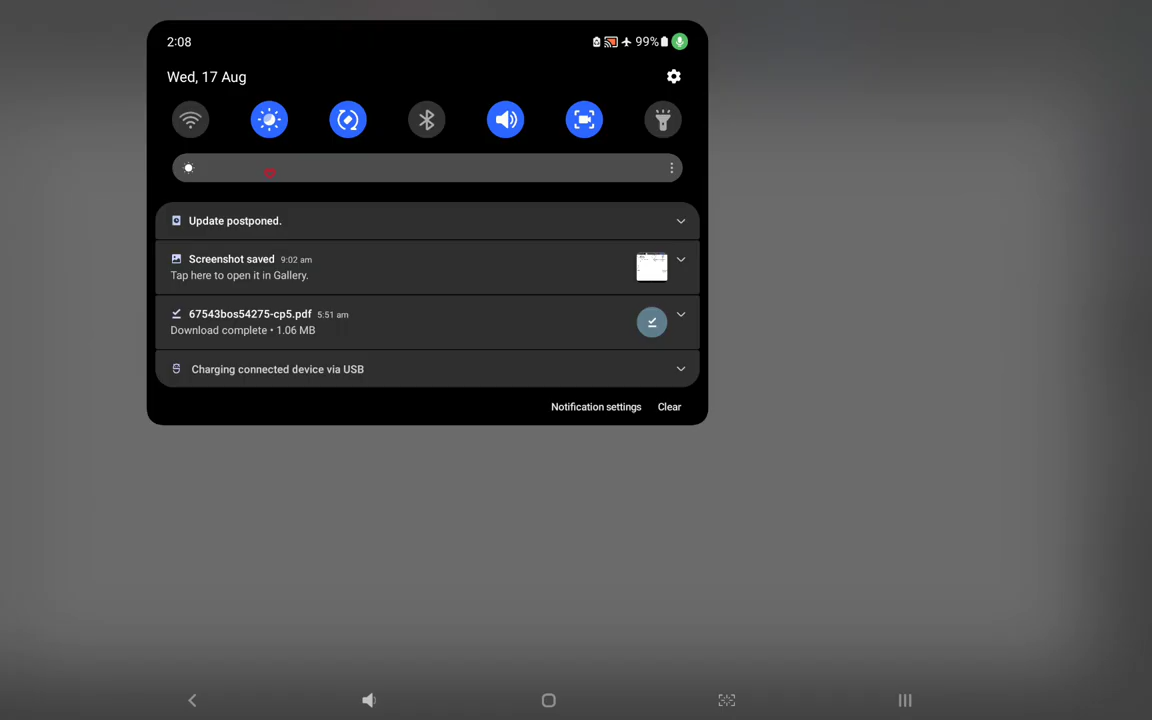 2:08
99%
Wed, 17 Aug
Update postponed.
Screenshot saved 9:02 am
Tap here to open it in Gallery.
67543bos54275-cp5.pdf 5:51 am
Download complete • 1.06 MB
Charging connected device via USB
Notification settings Clear